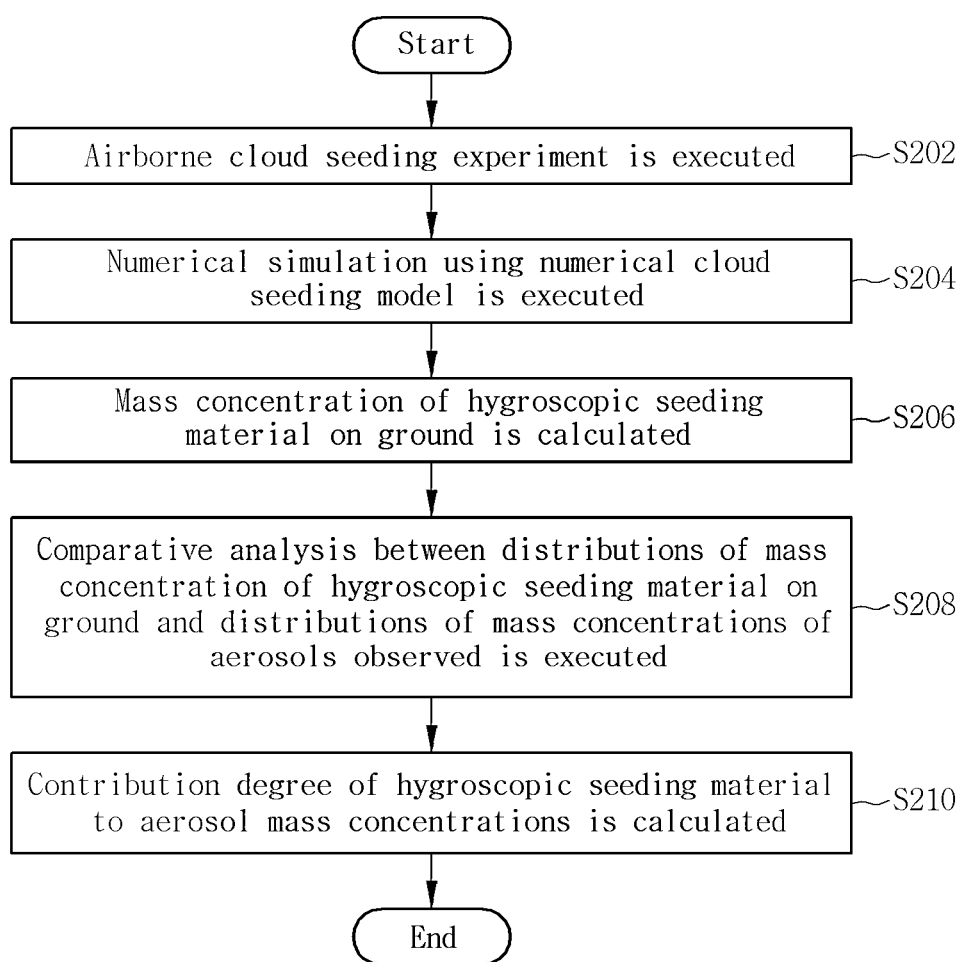 Start
Airborne cloud seeding experiment is executed
S202
Numerical simulation using numerical cloud
seeding model is executed
S204
Mass concentration of hygroscopic seeding
material on ground is calculated
S206
Comparative analysis between distributions of mass
concentration of hygroscopic seeding material on
ground and distributions of mass concentrations of
aerosols observed is executed
S208
Contribution degree of hygroscopic seeding material
to aerosol mass concentrations is calculated
S210
End